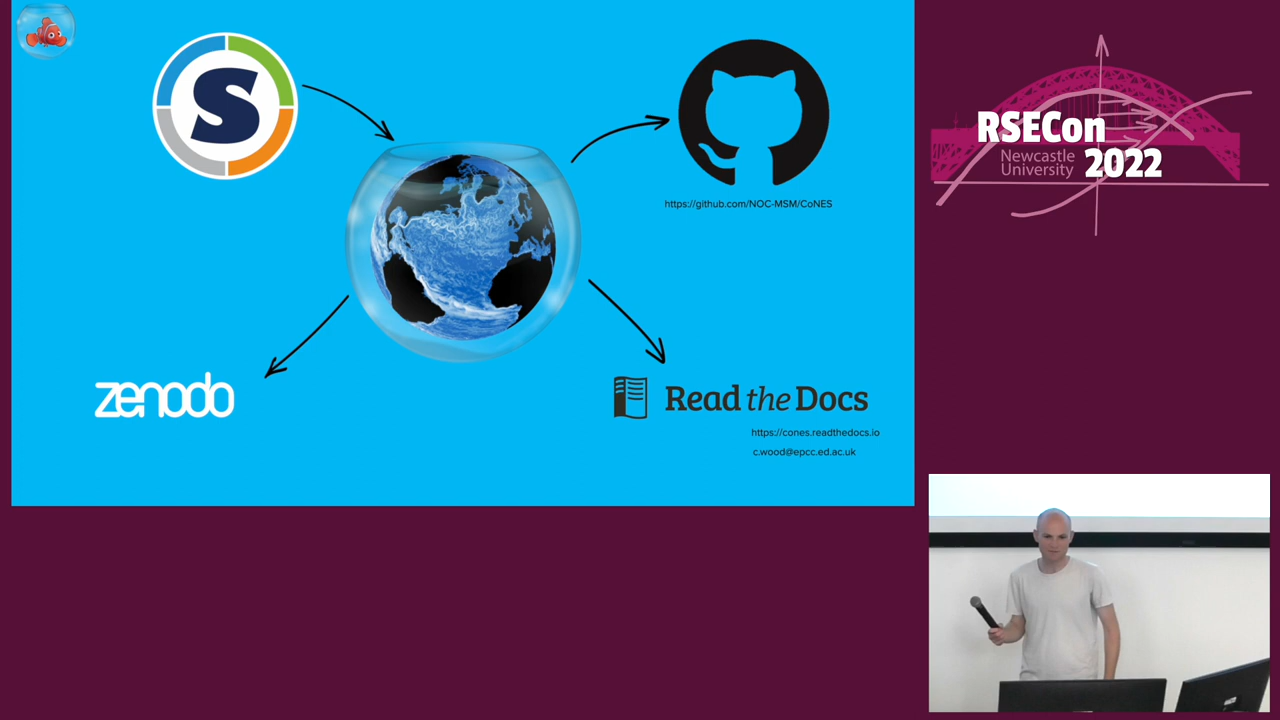 S
https://github.com/NOC-MSM/CoNES
zenodo
Read the Docs
https://cones.readthedocs.io
c.wood@epcc.ed.ac.uk
RSECon
Newcastle
University
2022